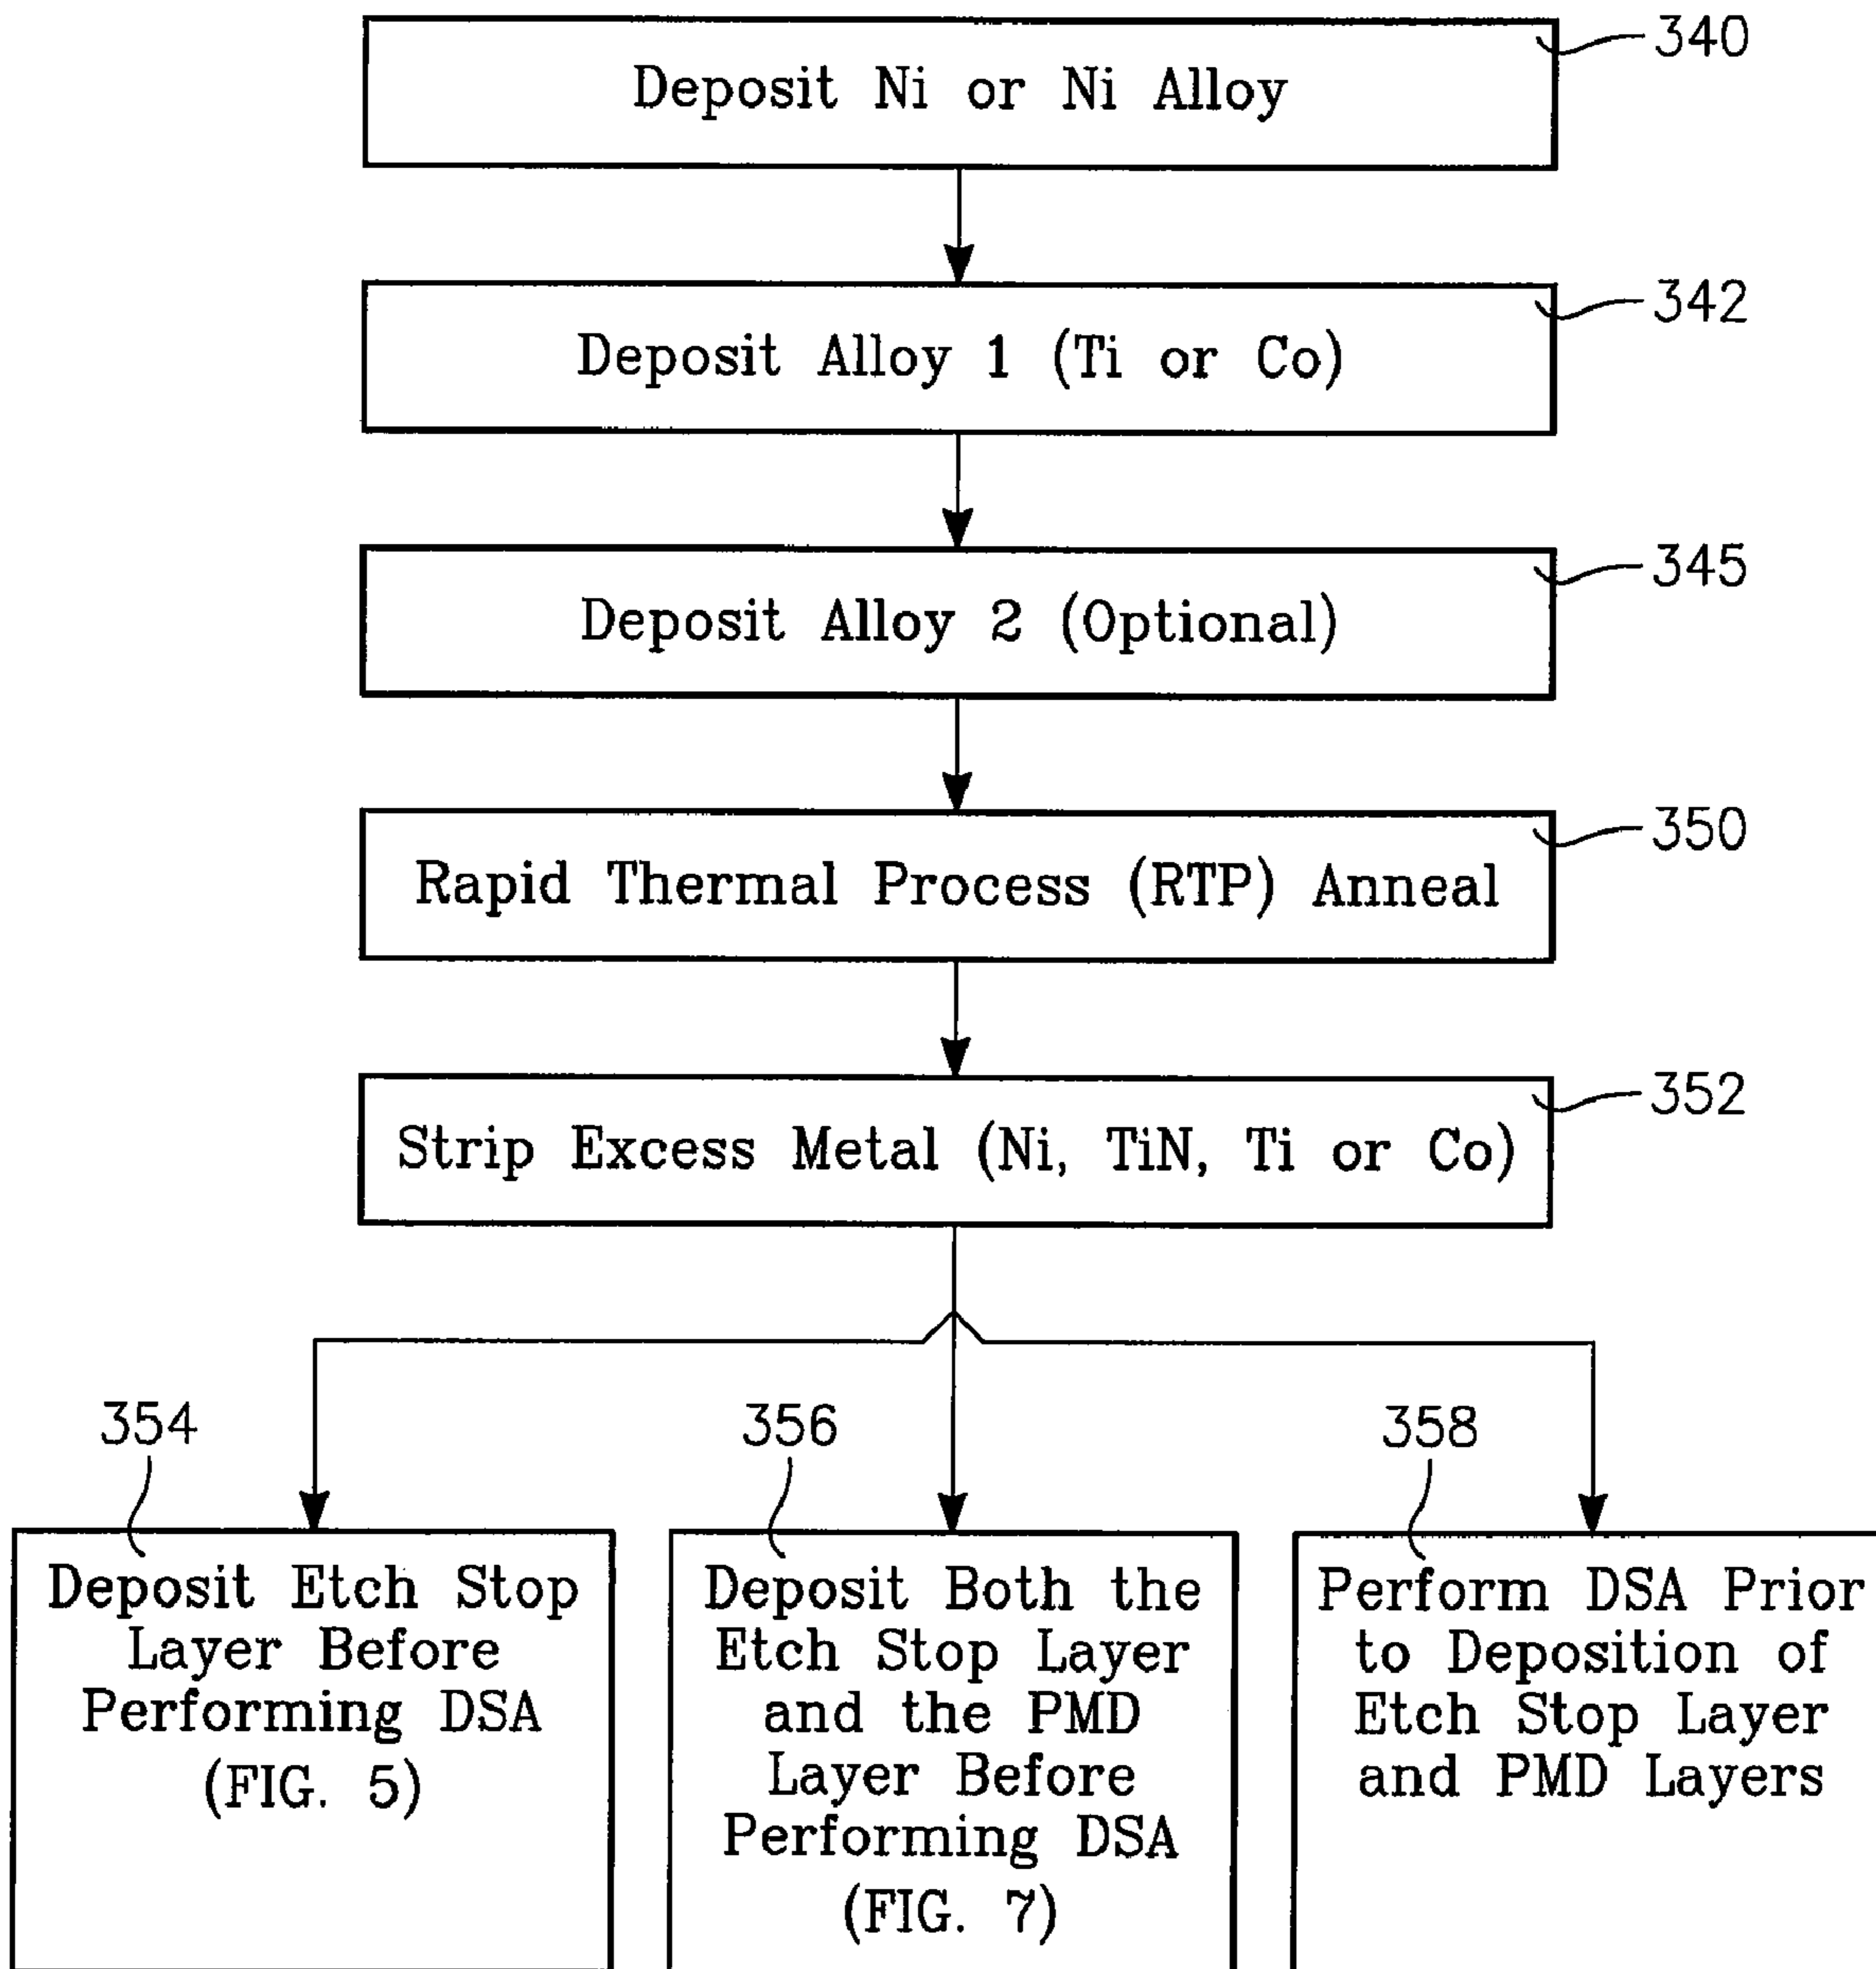 Deposit Ni or Ni Alloy
340
Deposit Alloy 1 (Ti or Co)
342
Deposit Alloy 2 (Optional)
345
Rapid Thermal Process (RTP) Anneal
350
Strip Excess Metal (Ni, TiN, Ti or Co)
352
354
Deposit Etch Stop
Layer Before
Performing DSA
(FIG. 5)
356
Deposit Both the
Etch Stop Layer
and the PMD
Layer Before
Performing DSA
(FIG. 7)
358
Perform DSA Prior
to Deposition of
Etch Stop Layer
and PMD Layers